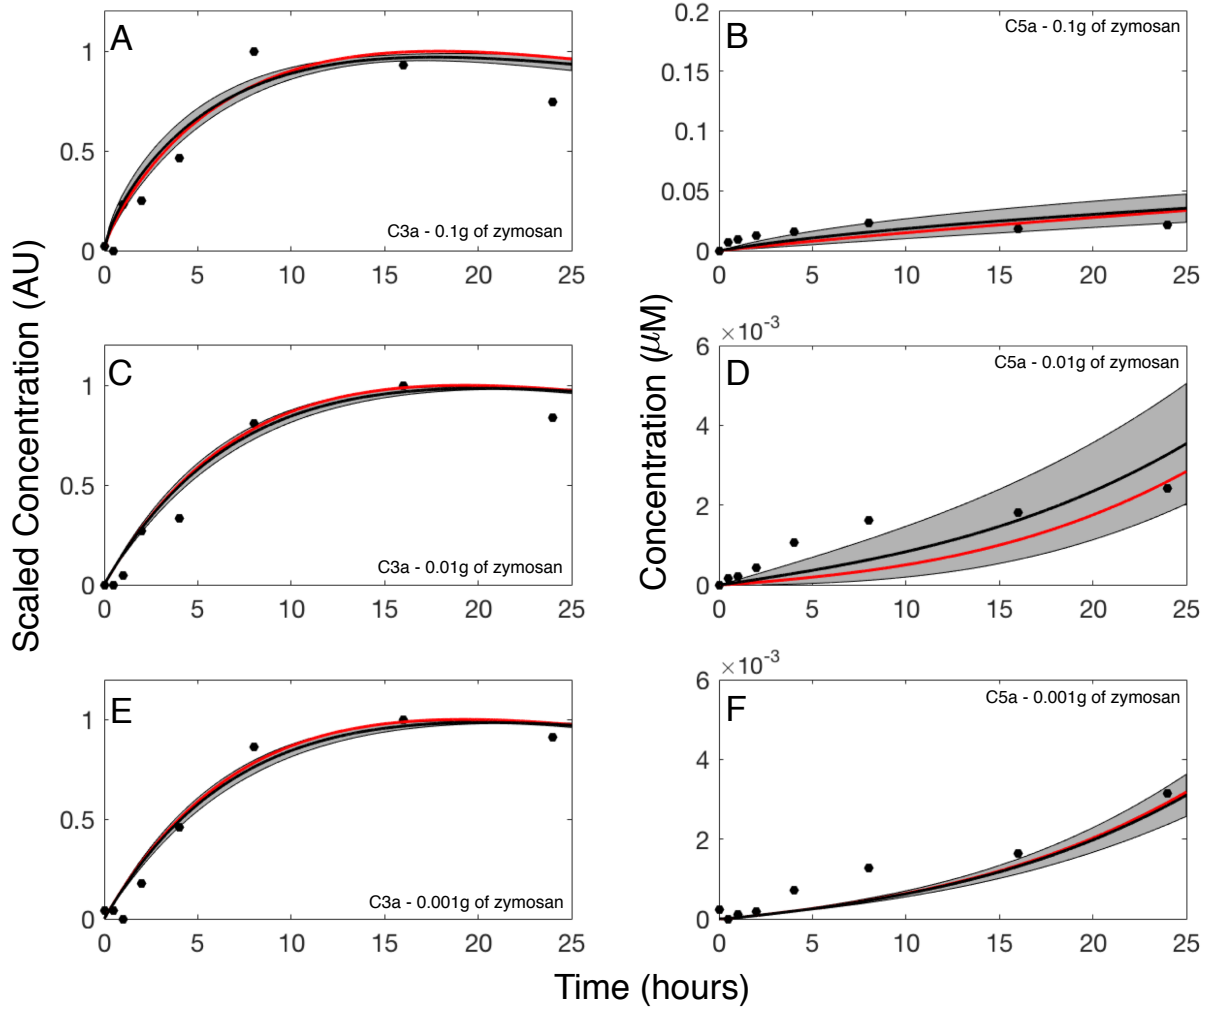 A
1
0.5
0
C3a - 0.1g of zymosan
0 5 10 15 20 25
B
C5a - 0.1g of zymosan
0.2
0.15
0.1
0.05
0
0 5 10 15 20 25
Scaled Concentration (AU)
C
1
0.5
0
C3a - 0.01g of zymosan
0 5 10 15 20 25
Concentration (μM)
×10⁻³
D
C5a - 0.01g of zymosan
6
4
2
0
0 5 10 15 20 25
E
1
0.5
0
C3a - 0.001g of zymosan
0 5 10 15 20 25
×10⁻³
F
C5a - 0.001g of zymosan
6
4
2
0
0 5 10 15 20 25
Time (hours)